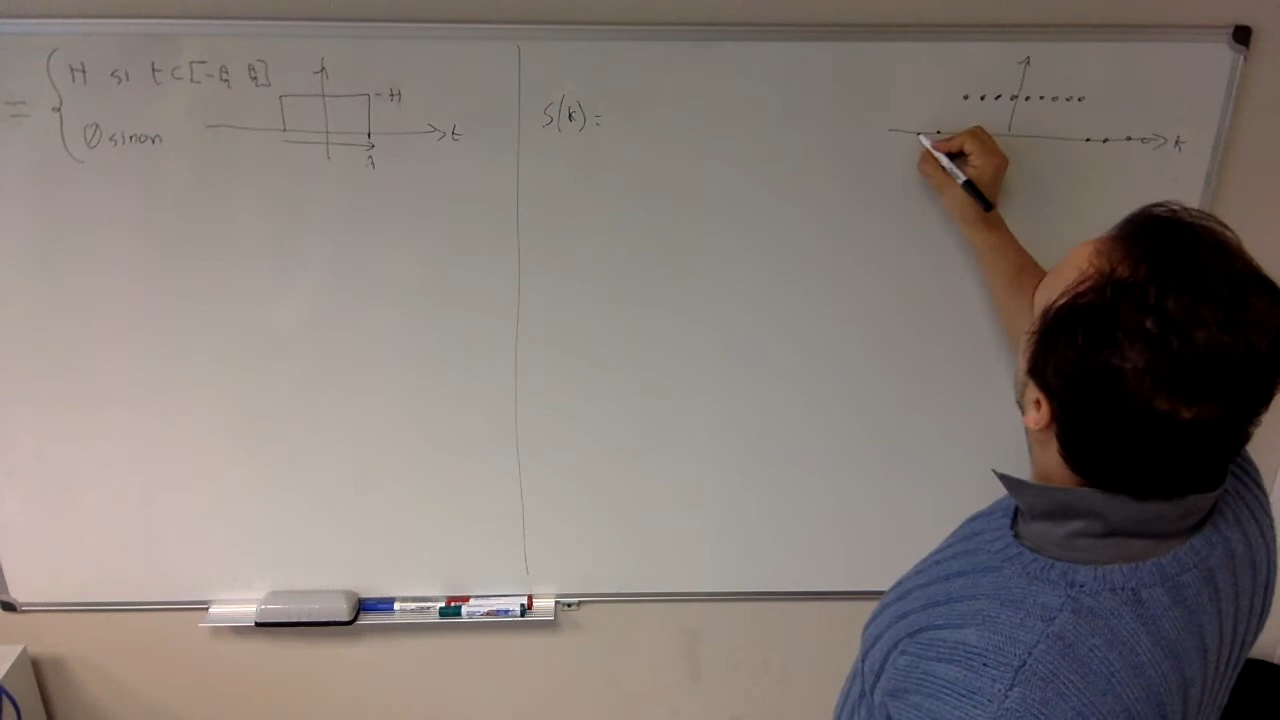 = { H si t ⊂ [-
∅ sinon
- H
t
S(k) =
k